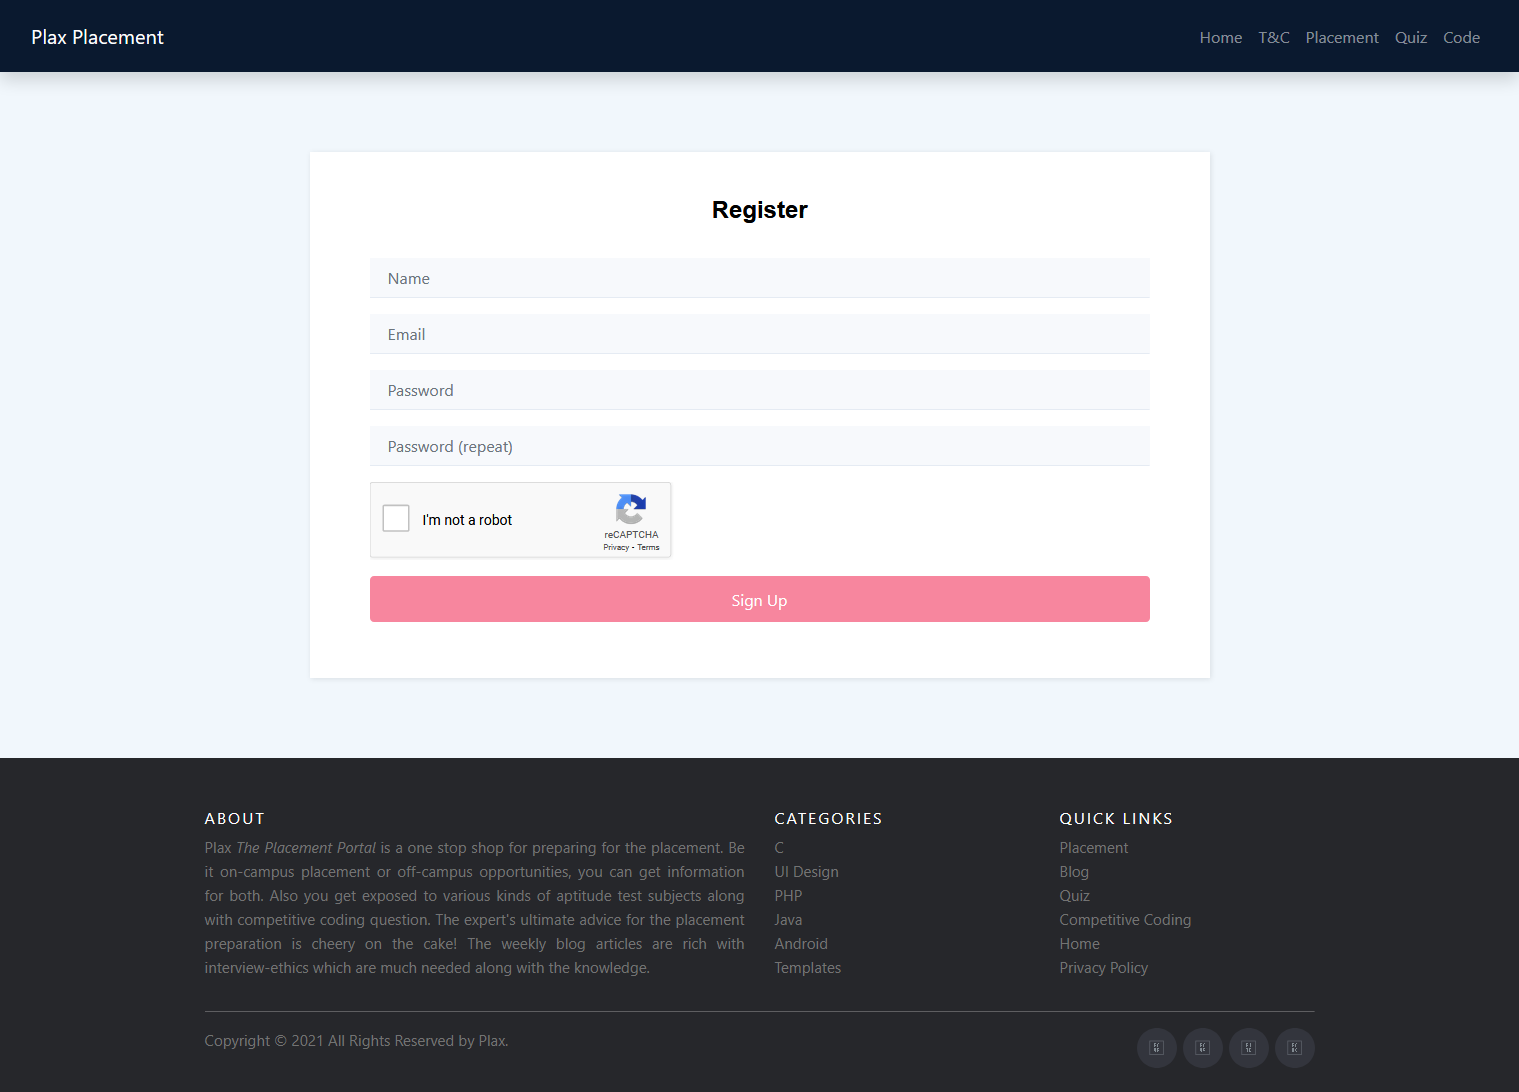 Plax Placement
Home T&C Placement Quiz Code
Register
Name
Email
Password
Password (repeat)
I'm not a robot
reCAPTCHA
Privacy - Terms
Sign Up
ABOUT
Plax The Placement Portal is a one stop shop for preparing for the placement. Be
it on-campus placement or off-campus opportunities, you can get information
for both. Also you get exposed to various kinds of aptitude test subjects along
with competitive coding question. The expert's ultimate advice for the placement
preparation is cheery on the cake! The weekly blog articles are rich with
interview-ethics which are much needed along with the knowledge.
CATEGORIES
C
UI Design
PHP
Java
Android
Templates
QUICK LINKS
Placement
Blog
Quiz
Competitive Coding
Home
Privacy Policy
Copyright © 2021 All Rights Reserved by Plax.